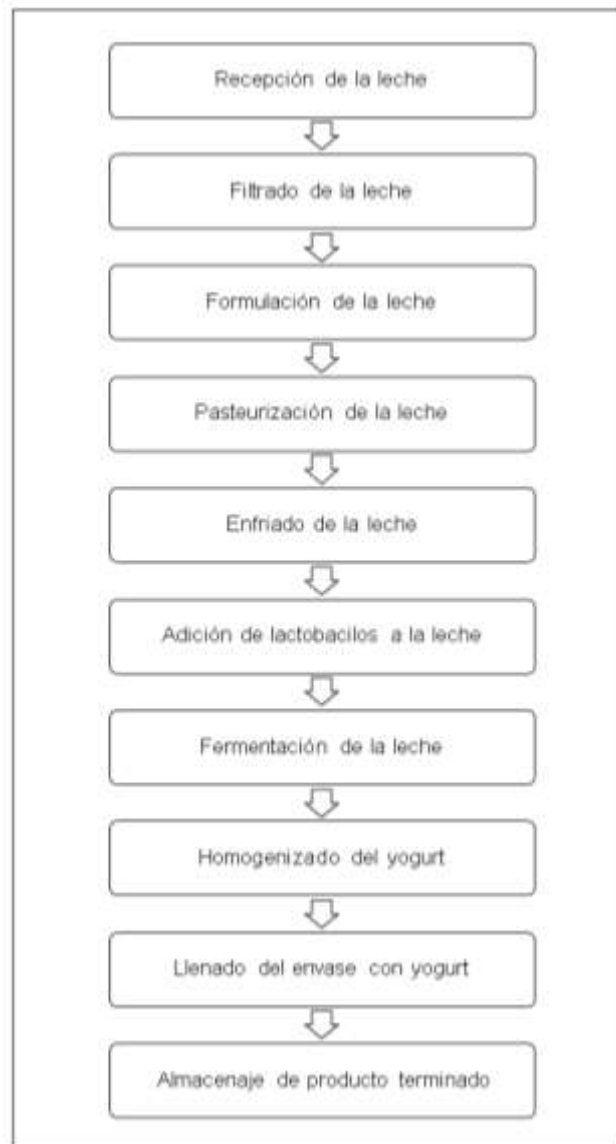 Recepción de la leche
Filtrado de la leche
Formulación de la leche
Pasteurización de la leche
Enfriado de la leche
Adición de lactobacilos a la leche
Fermentación de la leche
Homogenizado del yogurt
Llenado del envase con yogurt
Almacenaje de producto terminado